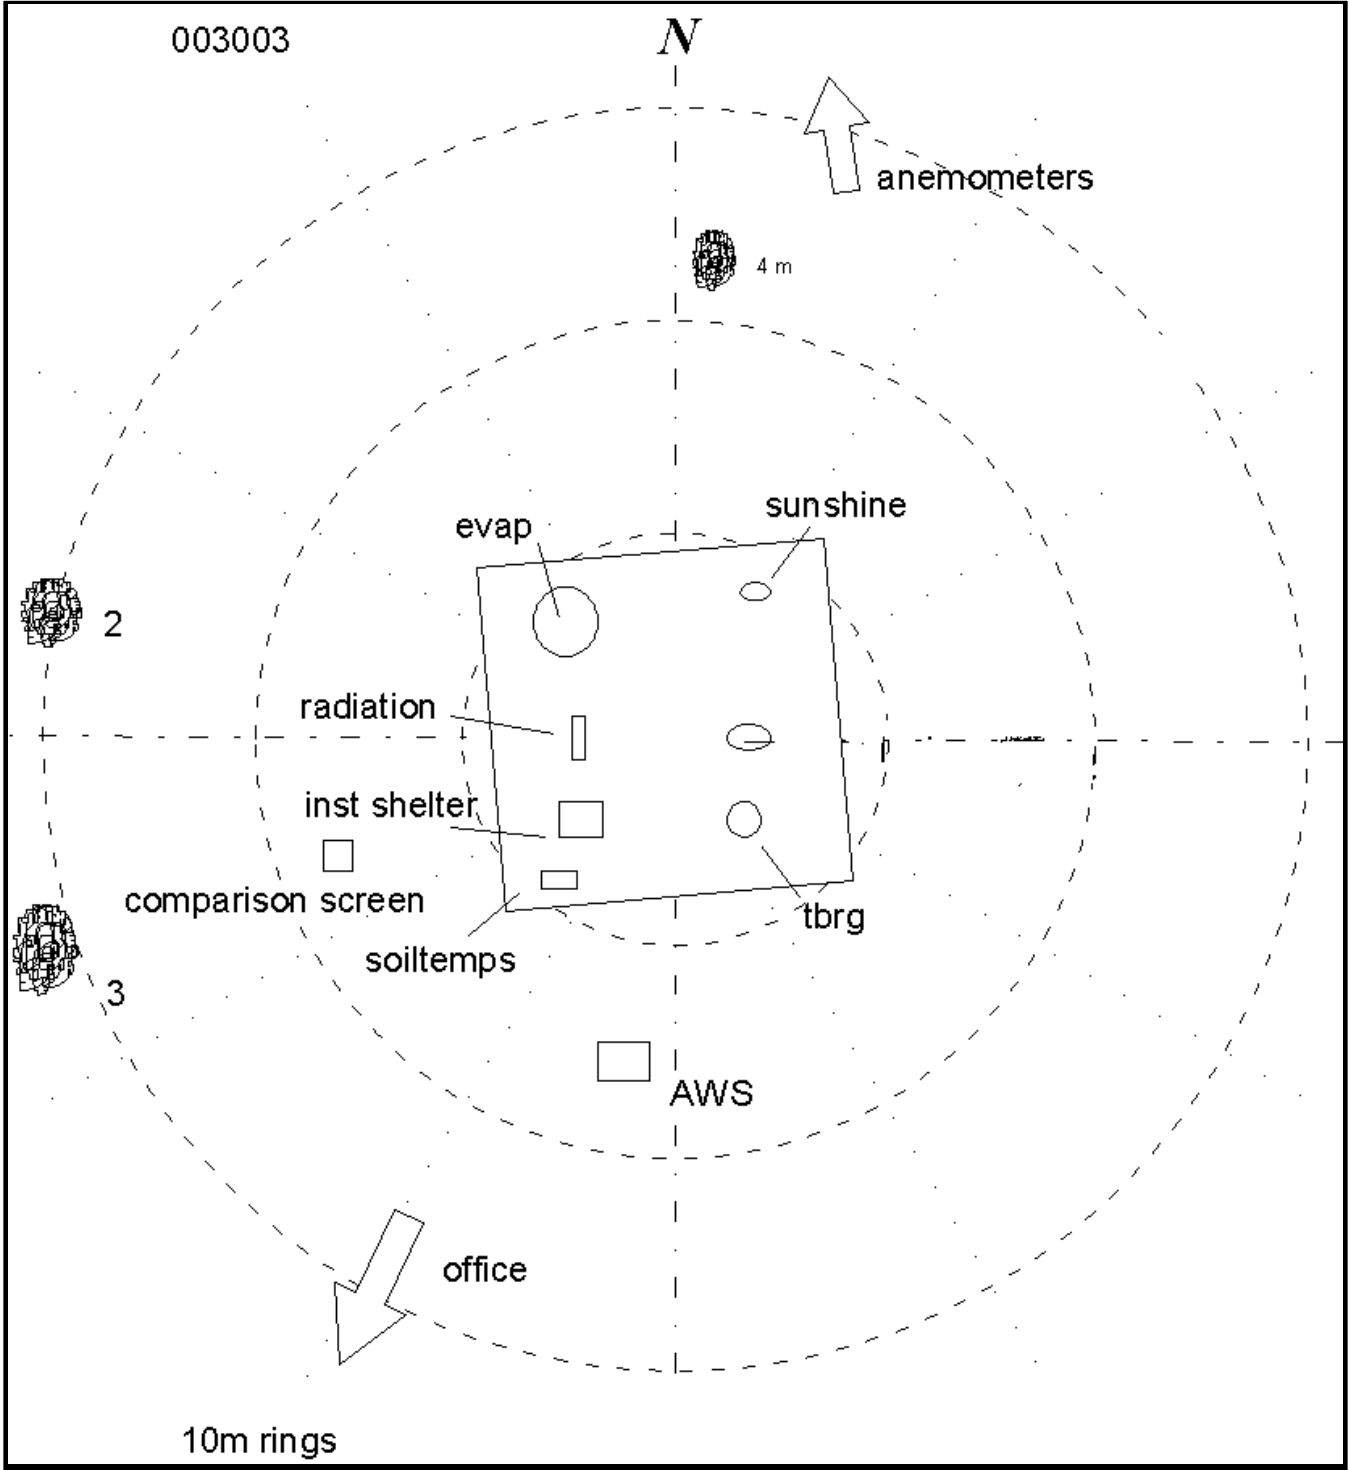 003003
N
anemometers
4 m
sunshine
evap
2
radiation
inst shelter
comparison screen
tbrg
soiltemps
3
AWS
office
10m rings